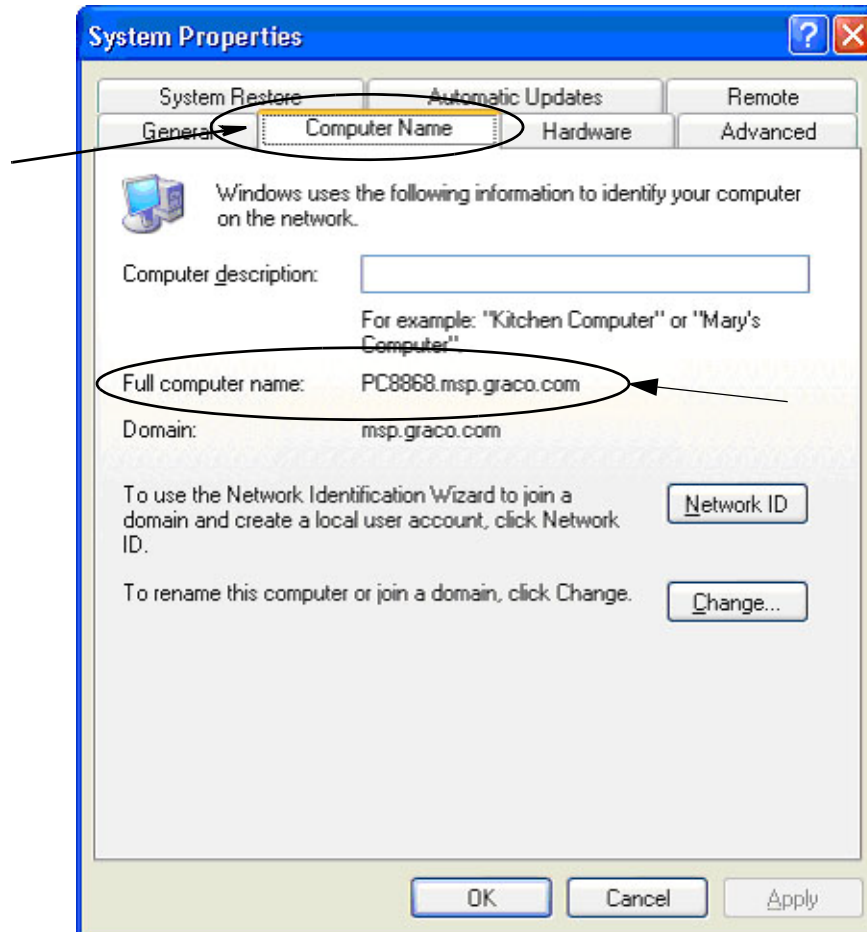 System Properties
System Restore Automatic Updates Remote
General Computer Name Hardware Advanced
Windows uses the following information to identify your computer
on the network.
Computer description:
For example: "Kitchen Computer" or "Mary's
Computer".
Full computer name: PC8868.msp.graco.com
Domain: msp.graco.com
To use the Network Identification Wizard to join a
domain and create a local user account, click Network
ID.
Network ID
To rename this computer or join a domain, click Change.
Change...
OK Cancel Apply